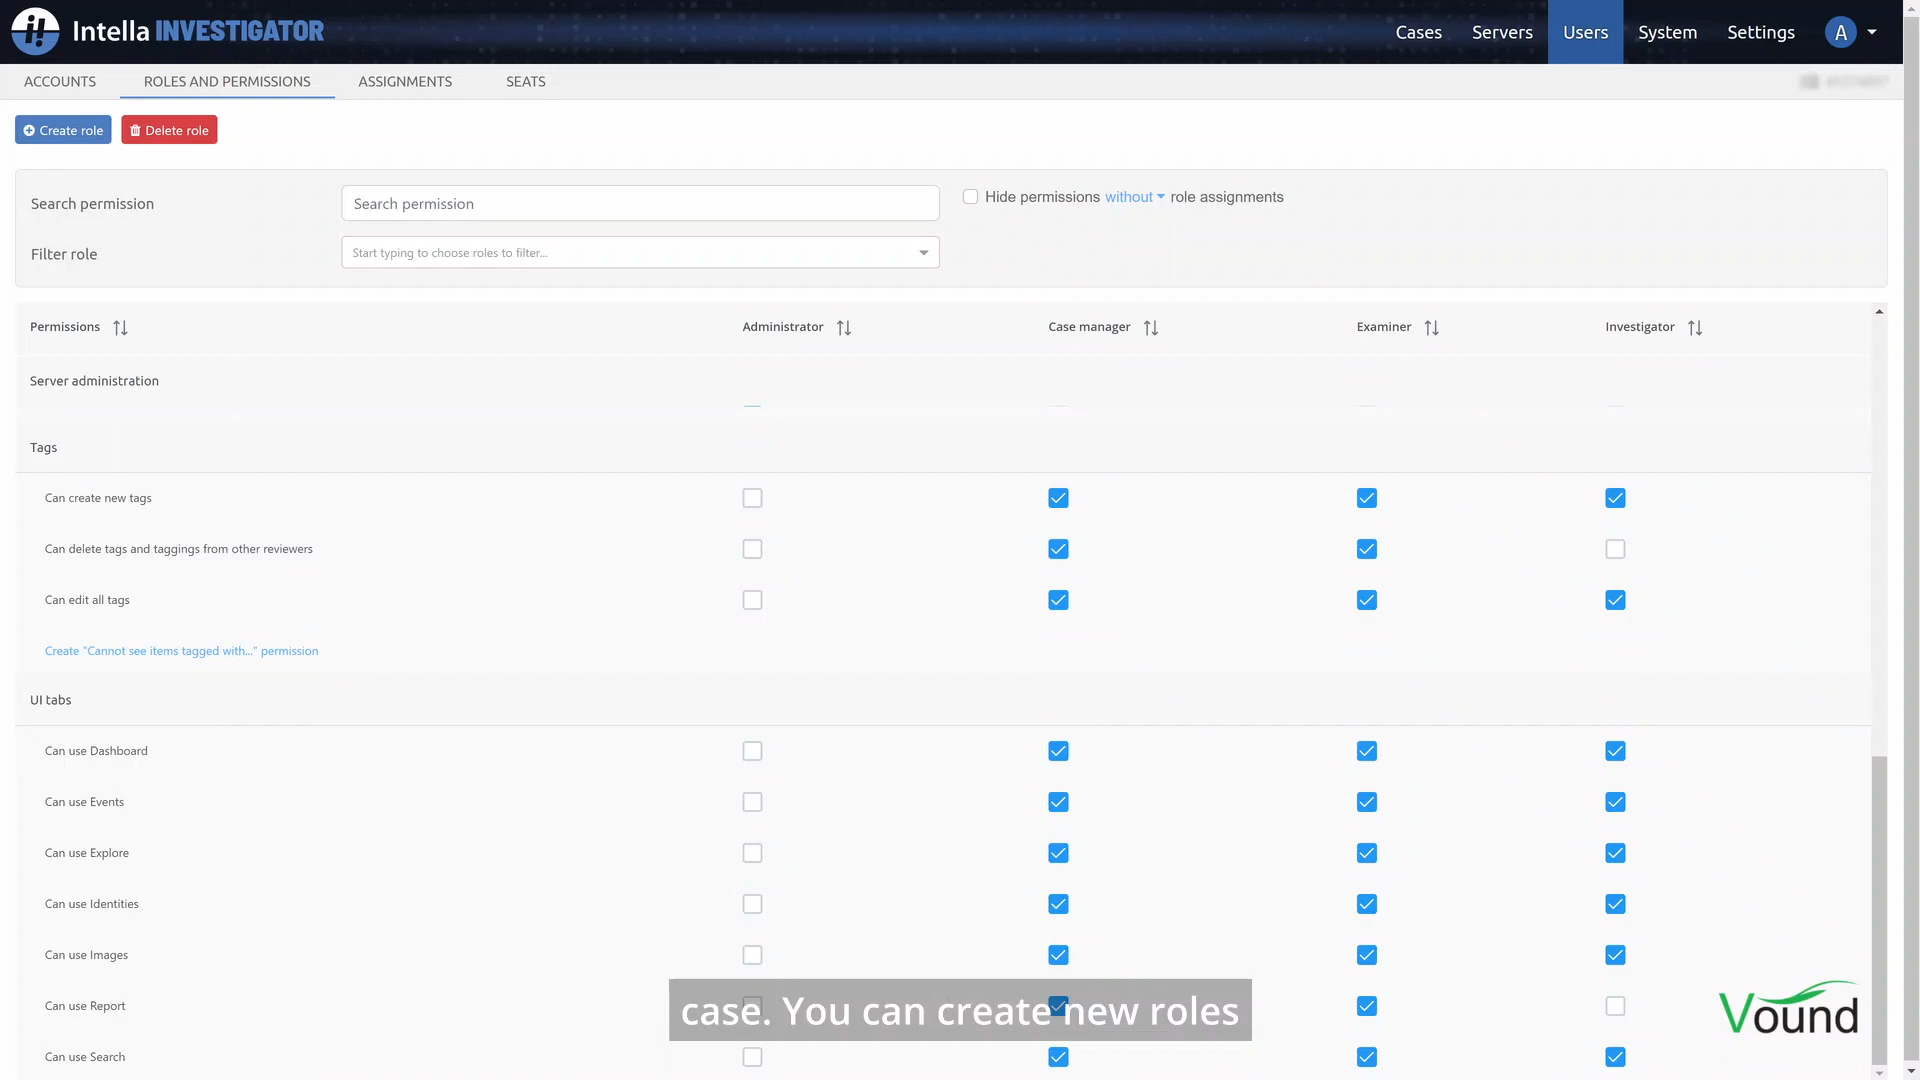 Intella INVESTIGATOR
Cases Servers Users System Settings A
ACCOUNTS ROLES AND PERMISSIONS ASSIGNMENTS SEATS
Create role Delete role
Search permission Search permission Hide permissions without role assignments
Filter role Start typing to choose roles to filter...
Permissions Administrator Case manager Examiner Investigator
Server administration
Tags
Can create new tags
Can delete tags and taggings from other reviewers
Can edit all tags
Create "Cannot see items tagged with..." permission
UI tabs
Can use Dashboard
Can use Events
Can use Explore
Can use Identities
Can use Images
Can use Report
case. You can create new roles
Vound
Can use Search